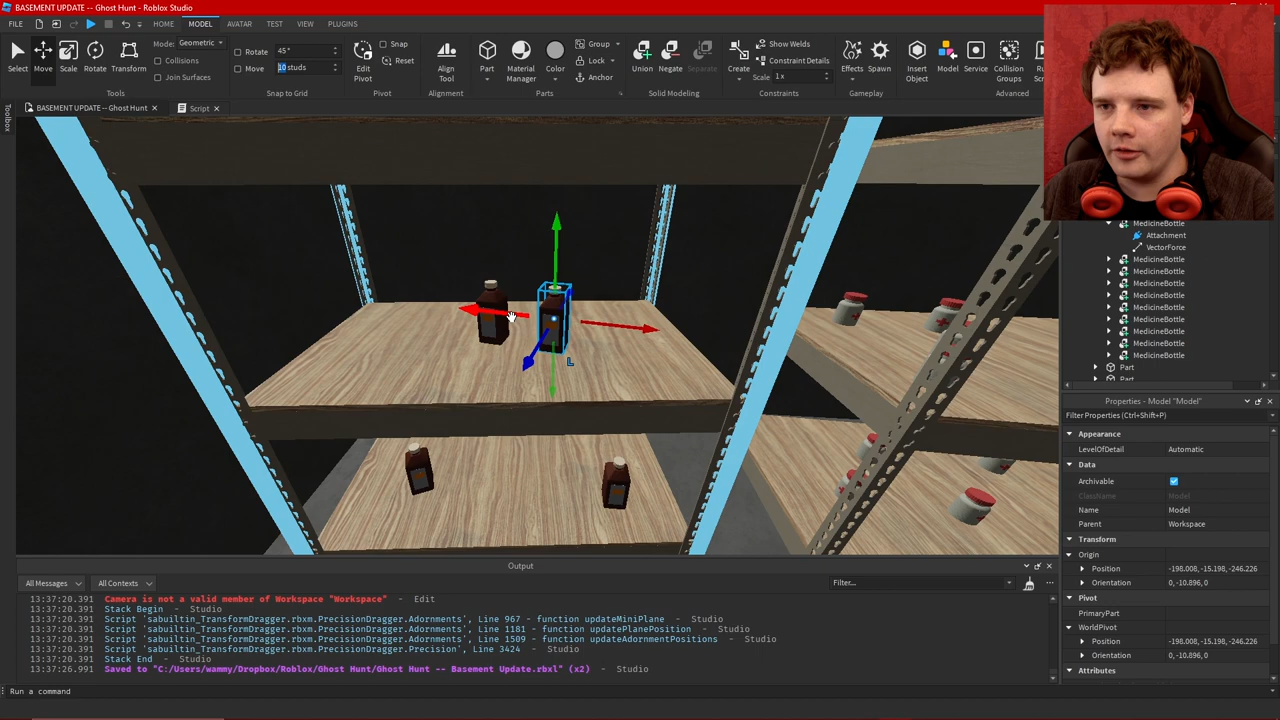 BASEMENT UPDATE -- Ghost Hunt - Roblox Studio
FILE HOME MODEL AVATAR TEST VIEW PLUGINS
Select Move Scale Rotate Transform
Mode: Geometric
Collisions
Join Surfaces
Tools
Rotate 45°
Move 10 studs
Snap to Grid
Edit Pivot
Snap
Reset
Pivot
Align Tool
Alignment
Part Material Manager Color
Group
Lock
Anchor
Parts
Union Negate Separate
Solid Modeling
Create
Show Welds
Constraint Details
Scale 1 x
Constraints
Effects Spawn
Gameplay
Insert Object Model Service Collision Groups
Advanced
BASEMENT UPDATE -- Ghost Hunt × Script ×
Toolbox
L
MedicineBottle
Attachment
VectorForce
MedicineBottle
MedicineBottle
MedicineBottle
MedicineBottle
MedicineBottle
MedicineBottle
MedicineBottle
MedicineBottle
MedicineBottle
Part
Properties - Model "Model"
Filter Properties (Ctrl+Shift+P)
Appearance
LevelOfDetail Automatic
Data
Archivable
ClassName Model
Name Model
Parent Workspace
Transform
Origin
Position -198.008, -15.198, -246.226
Orientation 0, -10.896, 0
Pivot
PrimaryPart
WorldPivot
Position -198.008, -15.198, -246.226
Orientation 0, -10.896, 0
Attributes
Output
All Messages All Contexts Filter...
13:37:20.391 Camera is not a valid member of Workspace "Workspace" - Edit
13:37:20.391 Stack Begin - Studio
13:37:20.391 Script 'sabuiltin_TransformDragger.rbxm.PrecisionDragger.Adornments', Line 967 - function updateMiniPlane - Studio
13:37:20.391 Script 'sabuiltin_TransformDragger.rbxm.PrecisionDragger.Adornments', Line 1181 - function updatePlanePosition - Studio
13:37:20.391 Script 'sabuiltin_TransformDragger.rbxm.PrecisionDragger.Adornments', Line 1509 - function updateAdornmentPositions - Studio
13:37:20.391 Script 'sabuiltin_TransformDragger.rbxm.PrecisionDragger.Precision', Line 3424 - Studio
13:37:20.391 Stack End - Studio
13:37:26.991 Saved to "C:/Users/wammy/Dropbox/Roblox/Ghost Hunt/Ghost Hunt -- Basement Update.rbxl" (x2) - Studio
Run a command